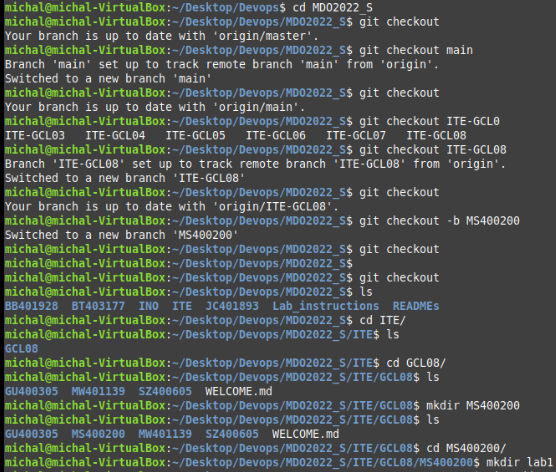 michal@michal-VirtualBox:~/Desktop/Devops$ cd MDO2022_S
michal@michal-VirtualBox:~/Desktop/Devops/MDO2022_S$ git checkout
Your branch is up to date with 'origin/master'.
michal@michal-VirtualBox:~/Desktop/Devops/MDO2022_S$ git checkout main
Branch 'main' set up to track remote branch 'main' from 'origin'.
Switched to a new branch 'main'
michal@michal-VirtualBox:~/Desktop/Devops/MDO2022_S$ git checkout
Your branch is up to date with 'origin/main'.
michal@michal-VirtualBox:~/Desktop/Devops/MDO2022_S$ git checkout ITE-GCL0
ITE-GCL03   ITE-GCL04   ITE-GCL05   ITE-GCL06   ITE-GCL07   ITE-GCL08
michal@michal-VirtualBox:~/Desktop/Devops/MDO2022_S$ git checkout ITE-GCL08
Branch 'ITE-GCL08' set up to track remote branch 'ITE-GCL08' from 'origin'.
Switched to a new branch 'ITE-GCL08'
michal@michal-VirtualBox:~/Desktop/Devops/MDO2022_S$ git checkout
Your branch is up to date with 'origin/ITE-GCL08'.
michal@michal-VirtualBox:~/Desktop/Devops/MDO2022_S$ git checkout -b MS400200
Switched to a new branch 'MS400200'
michal@michal-VirtualBox:~/Desktop/Devops/MDO2022_S$ git checkout
michal@michal-VirtualBox:~/Desktop/Devops/MDO2022_S$
michal@michal-VirtualBox:~/Desktop/Devops/MDO2022_S$ git checkout
michal@michal-VirtualBox:~/Desktop/Devops/MDO2022_S$ ls
BB401928  BT403177  INO  ITE  JC401893  Lab_instructions  READMEs
michal@michal-VirtualBox:~/Desktop/Devops/MDO2022_S$ cd ITE/
michal@michal-VirtualBox:~/Desktop/Devops/MDO2022_S/ITE$ ls
GCL08
michal@michal-VirtualBox:~/Desktop/Devops/MDO2022_S/ITE$ cd GCL08/
michal@michal-VirtualBox:~/Desktop/Devops/MDO2022_S/ITE/GCL08$ ls
GU400305  MW401139  SZ400605  WELCOME.md
michal@michal-VirtualBox:~/Desktop/Devops/MDO2022_S/ITE/GCL08$ mkdir MS400200
michal@michal-VirtualBox:~/Desktop/Devops/MDO2022_S/ITE/GCL08$ ls
GU400305  MS400200  MW401139  SZ400605  WELCOME.md
michal@michal-VirtualBox:~/Desktop/Devops/MDO2022_S/ITE/GCL08$ cd MS400200/
michal@michal-VirtualBox:~/Desktop/Devops/MDO2022_S/ITE/GCL08/MS400200$ mkdir lab1